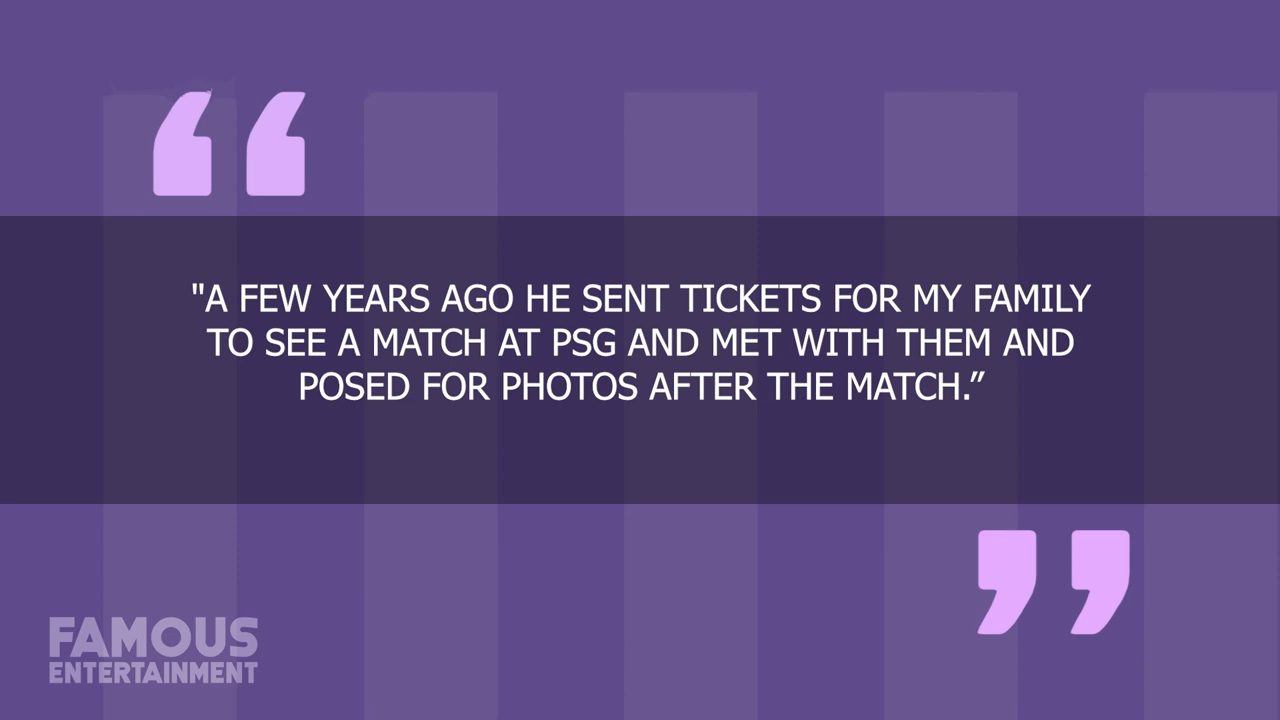 "A FEW YEARS AGO HE SENT TICKETS FOR MY FAMILY
TO SEE A MATCH AT PSG AND MET WITH THEM AND
POSED FOR PHOTOS AFTER THE MATCH.”
FAMOUS
ENTERTAINMENT